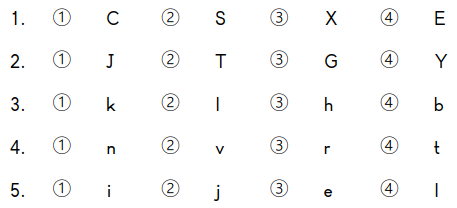 1. ① C ② S ③ X ④ E
2. ① J ② T ③ G ④ Y
3. ① k ② l ③ h ④ b
4. ① n ② v ③ r ④ t
5. ① i ② j ③ e ④ l